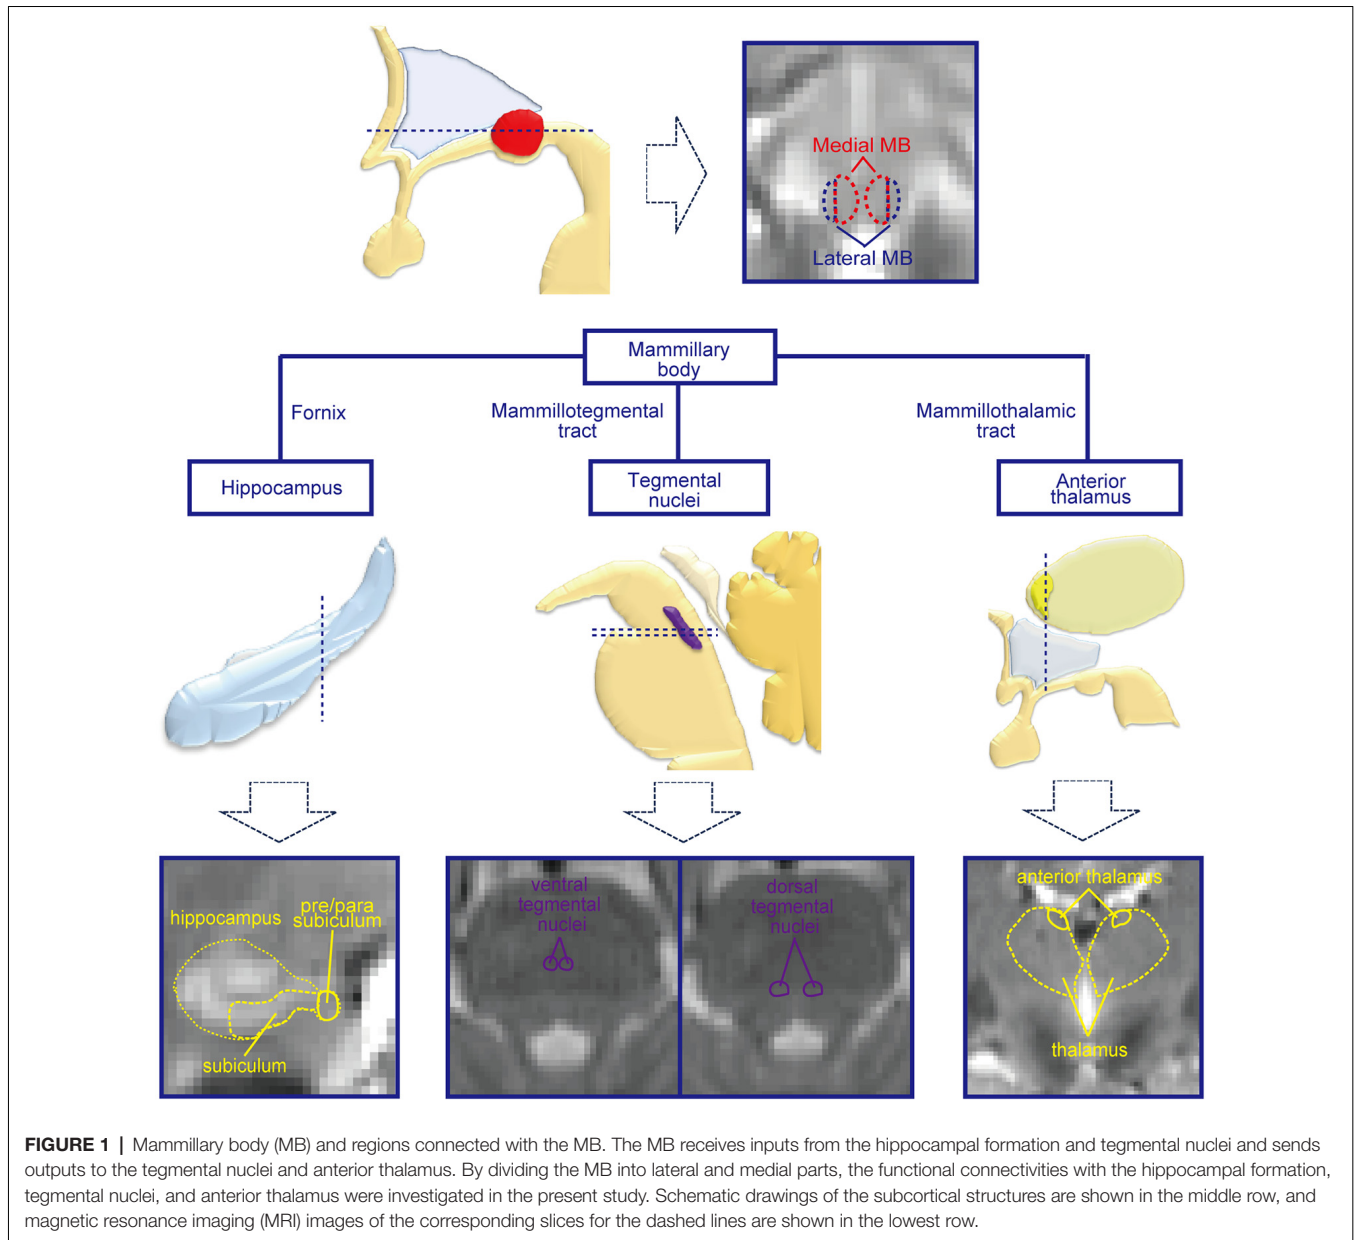 Medial MB
Lateral MB
Mammillary
body
Fornix
Mammillotegmental
tract
Mammillothalamic
tract
Hippocampus
Tegmental
nuclei
Anterior
thalamus
hippocampus
pre/para
subiculum
subiculum
ventral
tegmental
nuclei
dorsal
tegmental
nuclei
anterior thalamus
thalamus
FIGURE 1 | Mammillary body (MB) and regions connected with the MB. The MB receives inputs from the hippocampal formation and tegmental nuclei and sends
outputs to the tegmental nuclei and anterior thalamus. By dividing the MB into lateral and medial parts, the functional connectivities with the hippocampal formation,
tegmental nuclei, and anterior thalamus were investigated in the present study. Schematic drawings of the subcortical structures are shown in the middle row, and
magnetic resonance imaging (MRI) images of the corresponding slices for the dashed lines are shown in the lowest row.